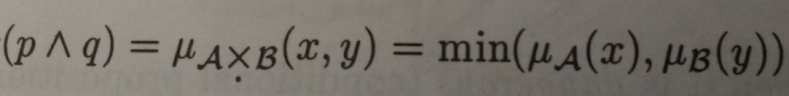 (p ∧ q) = μ_{𝒜×ℬ}(x, y) = min(μ_𝒜(x), μ_ℬ(y))